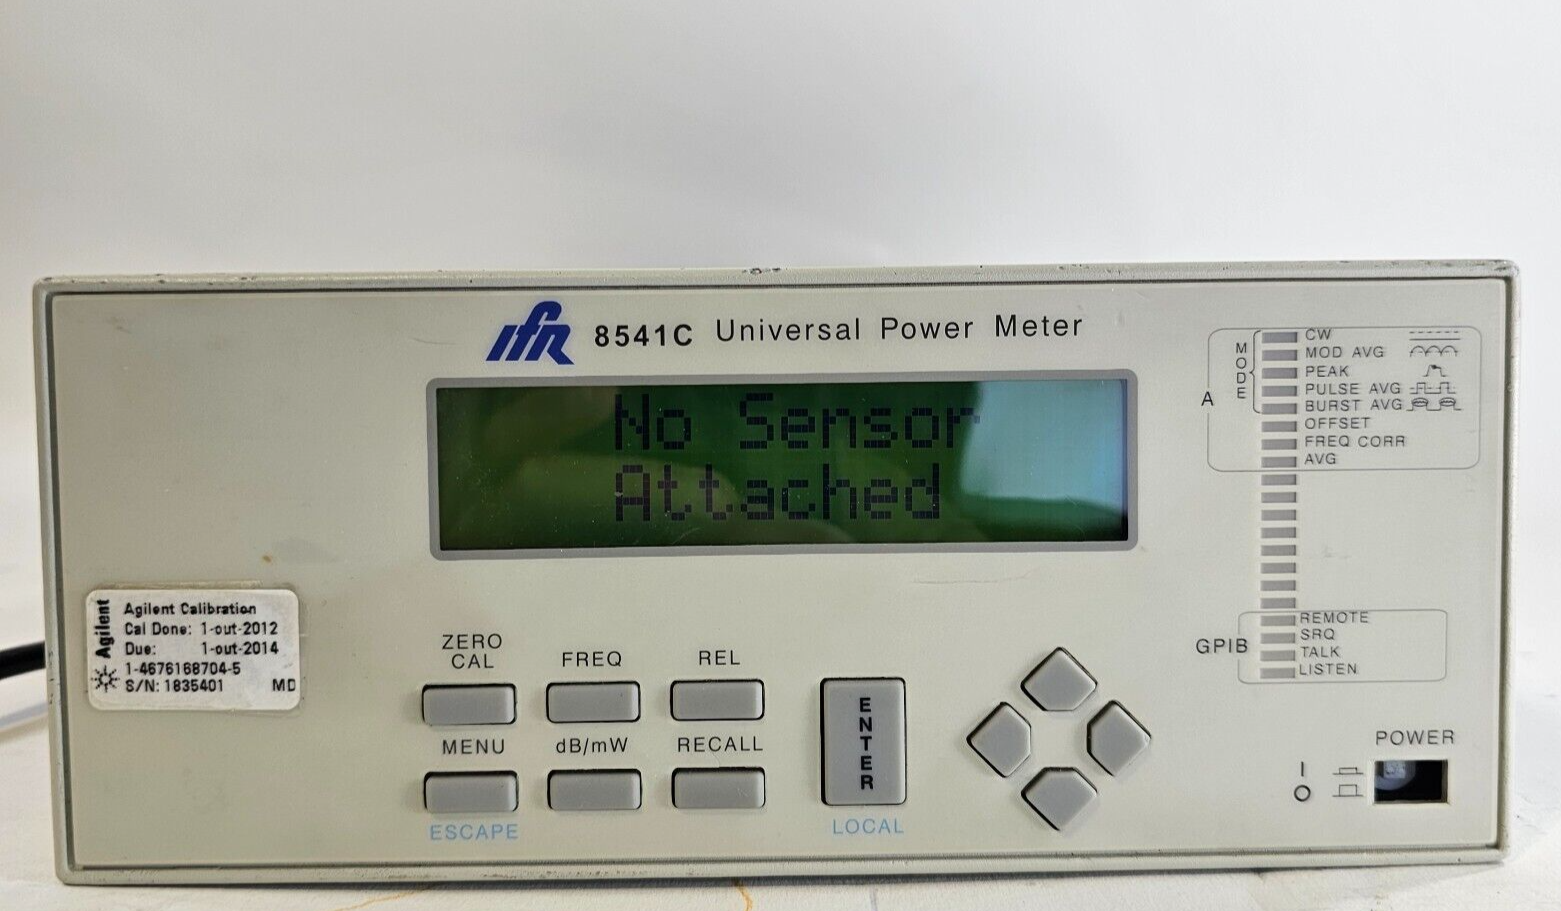 IFR 8541C Universal Power Meter
No Sensor
Attached
A
MODE
CW
MOD AVG
PEAK
PULSE AVG
BURST AVG
OFFSET
FREQ CORR
AVG
GPIB
REMOTE
SRQ
TALK
LISTEN
Agilent
Agilent Calibration
Cal Done: 1-out-2012
Due: 1-out-2014
1-4676168704-5
S/N: 1835401 MD
ZERO
CAL
FREQ
REL
MENU
dB/mW
RECALL
ESCAPE
ENTER
LOCAL
POWER
I
O